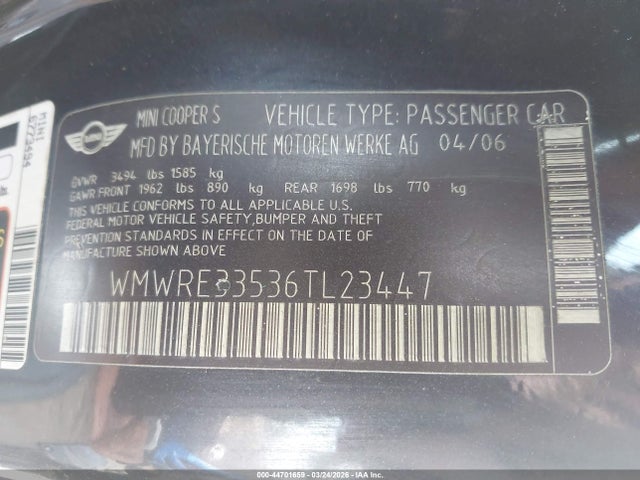 MINI COOPER S VEHICLE TYPE: PASSENGER CAR
MFD BY BAYERISCHE MOTOREN WERKE AG 04/06
GVWR 3494 lbs 1585 kg
GAWR FRONT 1962 lbs 890 kg REAR 1698 lbs 770 kg
THIS VEHICLE CONFORMS TO ALL APPLICABLE U.S.
FEDERAL MOTOR VEHICLE SAFETY,BUMPER AND THEFT
PREVENTION STANDARDS IN EFFECT ON THE DATE OF
MANUFACTURE SHOWN ABOVE
WMWRE33536TL23447
MINI
6773494
000-44701659 | 03/24/2026 | IAA Inc.